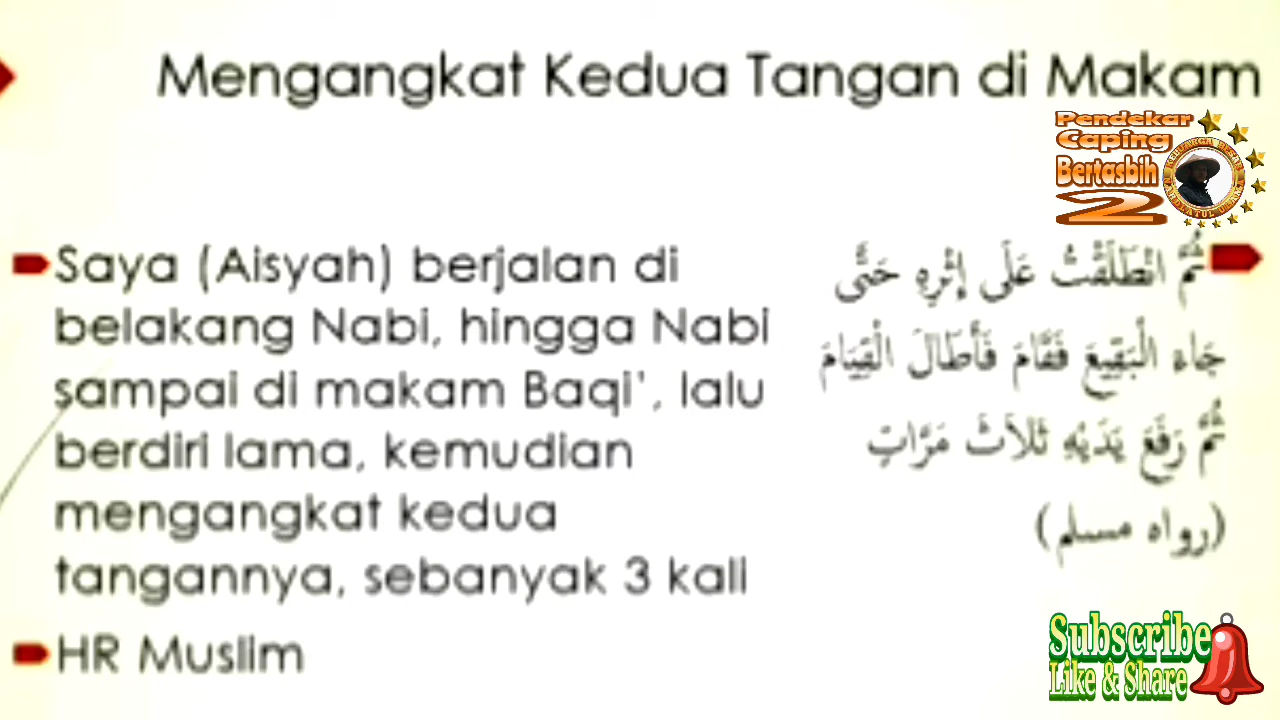 Mengangkat Kedua Tangan di Makam
Pendekar
Caping
Bertasbih
2
Saya (Aisyah) berjalan di
belakang Nabi, hingga Nabi
sampai di makam Baqi', lalu
berdiri lama, kemudian
mengangkat kedua
tangannya, sebanyak 3 kali
HR Muslim
ثُمَّ انْطَلَقْتُ عَلَى إِثْرِهِ حَتَّى
جَاءَ الْبَقِيعَ فَقَامَ فَأَطَالَ الْقِيَامَ
ثُمَّ رَفَعَ يَدَيْهِ ثَلاَثَ مَرَّاتٍ
(رواه مسلم)
Subscribe
Like & Share